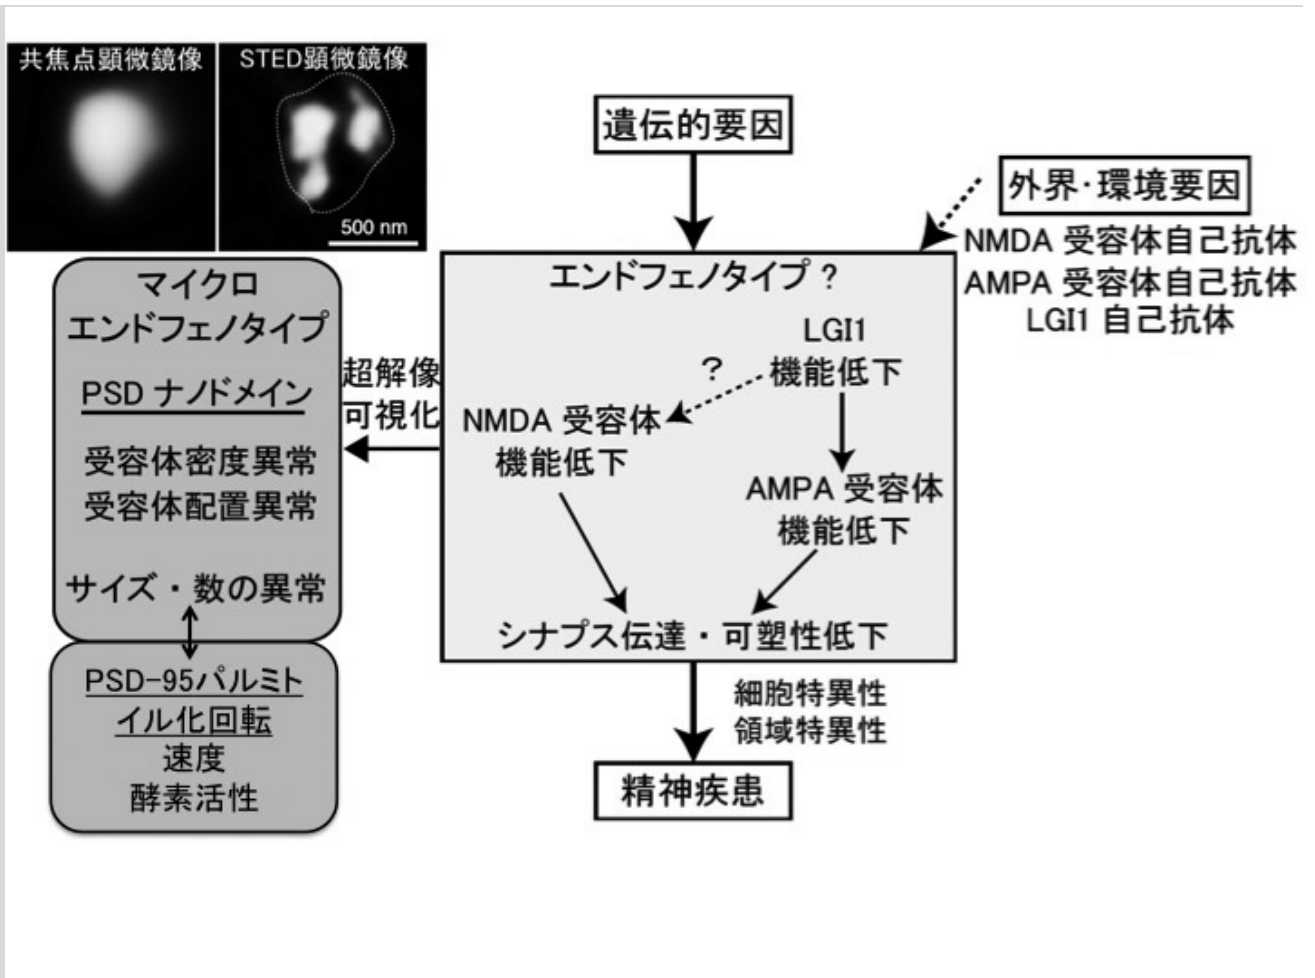 共焦点顕微鏡像
STED顕微鏡像
500 nm
マイクロ
エンドフェノタイプ
PSD ナノドメイン
受容体密度異常
受容体配置異常
サイズ・数の異常
PSD-95パルミト
イル化回転
速度
酵素活性
超解像
可視化
遺伝的要因
外界・環境要因
NMDA 受容体自己抗体
AMPA 受容体自己抗体
LGI1 自己抗体
エンドフェノタイプ ?
LGI1
機能低下
?
NMDA 受容体
機能低下
AMPA 受容体
機能低下
シナプス伝達・可塑性低下
細胞特異性
領域特異性
精神疾患